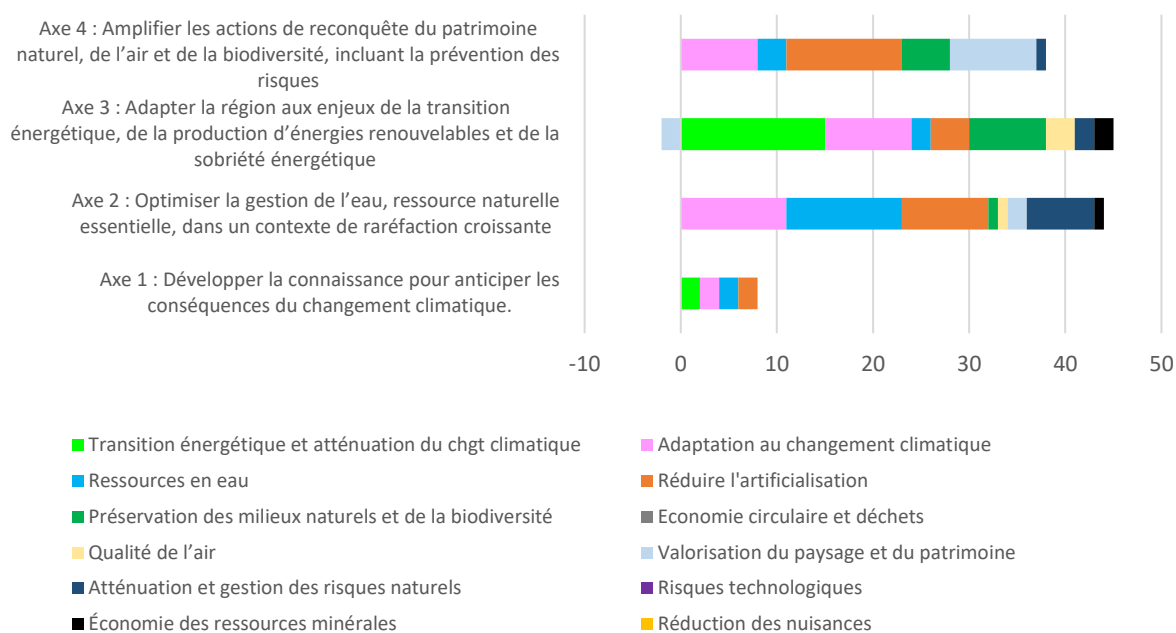 Axe 4 : Amplifier les actions de reconquête du patrimoine
naturel, de l’air et de la biodiversité, incluant la prévention des
risques
Axe 3 : Adapter la région aux enjeux de la transition
énergétique, de la production d’énergies renouvelables et de la
sobriété énergétique
Axe 2 : Optimiser la gestion de l’eau, ressource naturelle
essentielle, dans un contexte de raréfaction croissante
Axe 1 : Développer la connaissance pour anticiper les
conséquences du changement climatique.
-10 0 10 20 30 40 50
Transition énergétique et atténuation du chgt climatique
Adaptation au changement climatique
Ressources en eau
Réduire l'artificialisation
Préservation des milieux naturels et de la biodiversité
Economie circulaire et déchets
Qualité de l’air
Valorisation du paysage et du patrimoine
Atténuation et gestion des risques naturels
Risques technologiques
Économie des ressources minérales
Réduction des nuisances